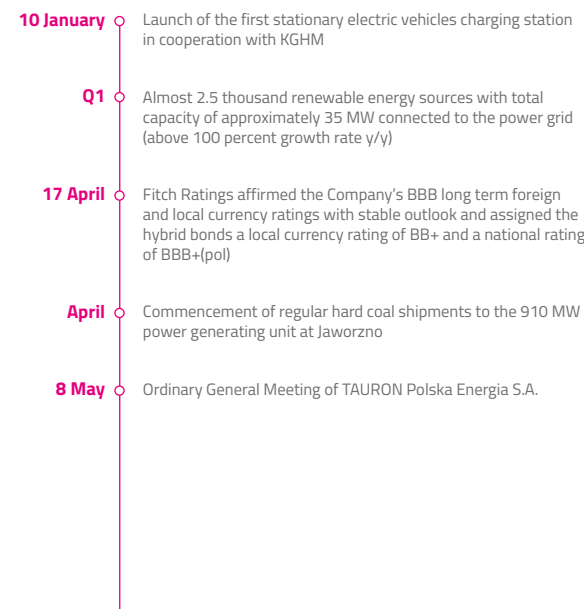 10 January Launch of the first stationary electric vehicles charging station
in cooperation with KGHM
Q1 Almost 2.5 thousand renewable energy sources with total
capacity of approximately 35 MW connected to the power grid
(above 100 percent growth rate y/y)
17 April Fitch Ratings affirmed the Company's BBB long term foreign
and local currency ratings with stable outlook and assigned the
hybrid bonds a local currency rating of BB+ and a national rating
of BBB+(pol)
April Commencement of regular hard coal shipments to the 910 MW
power generating unit at Jaworzno
8 May Ordinary General Meeting of TAURON Polska Energia S.A.